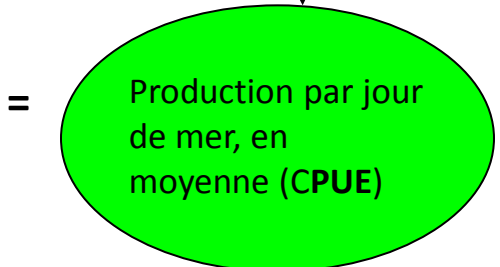 = Production par jour
de mer, en
moyenne (CPUE)